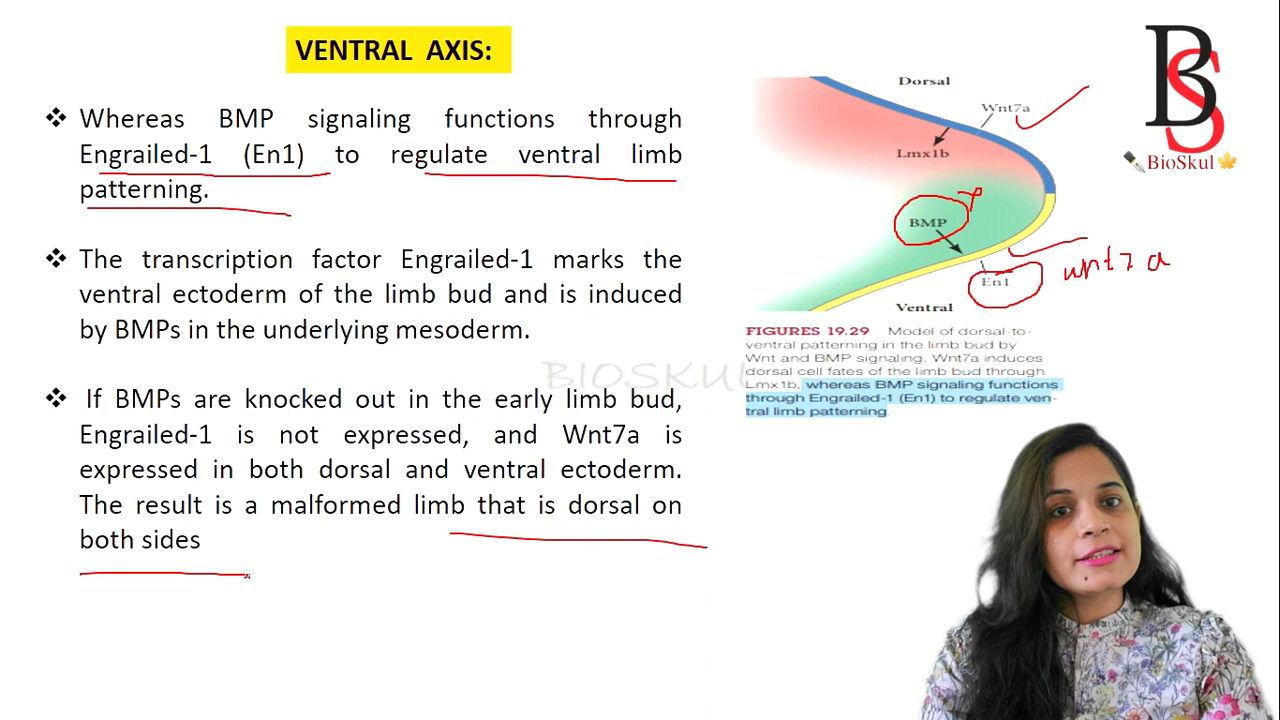 VENTRAL AXIS:
❖ Whereas BMP signaling functions through
Engrailed-1 (En1) to regulate ventral limb
patterning.
❖ The transcription factor Engrailed-1 marks the
ventral ectoderm of the limb bud and is induced
by BMPs in the underlying mesoderm.
❖ If BMPs are knocked out in the early limb bud,
Engrailed-1 is not expressed, and Wnt7a is
expressed in both dorsal and ventral ectoderm.
The result is a malformed limb that is dorsal on
both sides
BIOSKUL
Dorsal
Wnt7a
Lmx1b
BMP
En1
wnt7a
Ventral
FIGURES 19.29 Model of dorsal-to-
ventral patterning in the limb bud by
Wnt and BMP signaling. Wnt7a induces
dorsal cell fates of the limb bud through
Lmx1b, whereas BMP signaling functions
through Engrailed-1 (En1) to regulate ven-
tral limb patterning.
BS
BioSkul